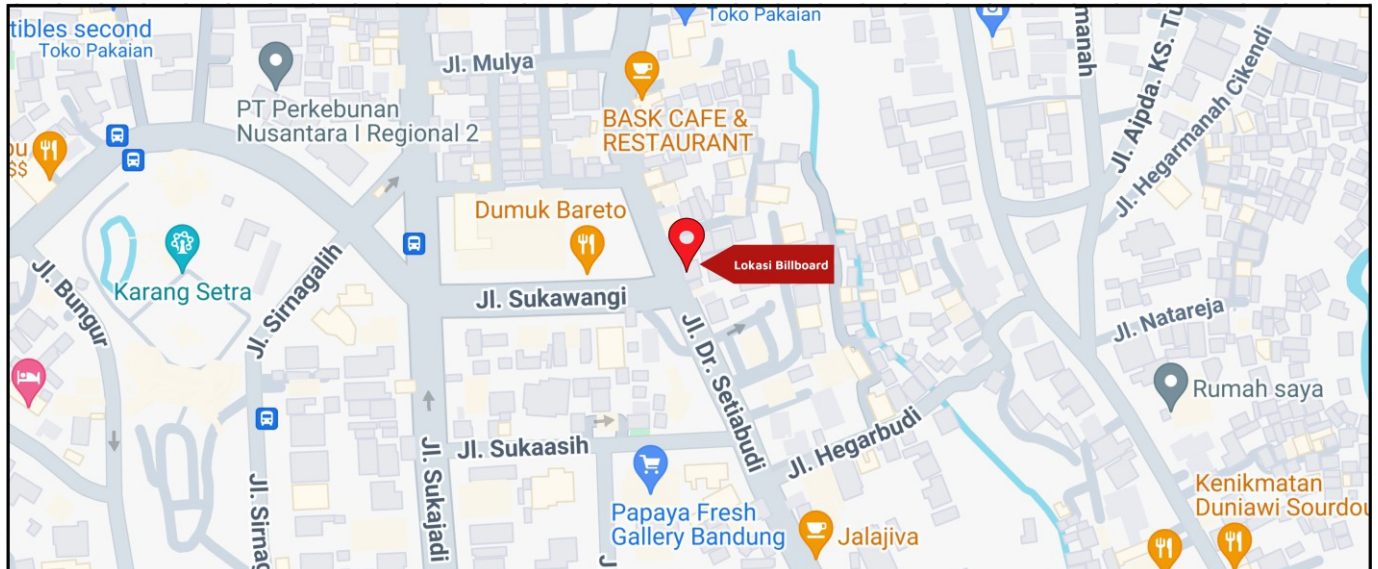 tibles second
Toko Pakaian
Toko Pakaian
Jl. Mulya
PT Perkebunan
Nusantara I Regional 2
BASK CAFE &
RESTAURANT
manah
Jl. Aipda. KS. Tu
Jl. Hegarmanah Cikendi
bu
$$
Dumuk Bareto
Lokasi Billboard
Karang Setra
Jl. Bungur
Jl. Sirnagalih
Jl. Sukawangi
Jl. Dr. Setiabudi
Jl. Natareja
Rumah saya
Jl. Hegarbudi
Jl. Sukaasih
Jl. Sukajadi
Jl. Sirnag
Papaya Fresh
Gallery Bandung
Jalajiva
Kenikmatan
Duniawi Sourdou
J